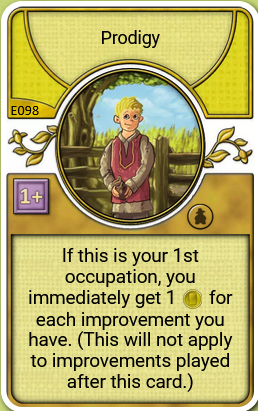 Prodigy
E098
1+
If this is your 1st
occupation, you
immediately get 1 for
each improvement you
have. (This will not apply
to improvements played
after this card.)